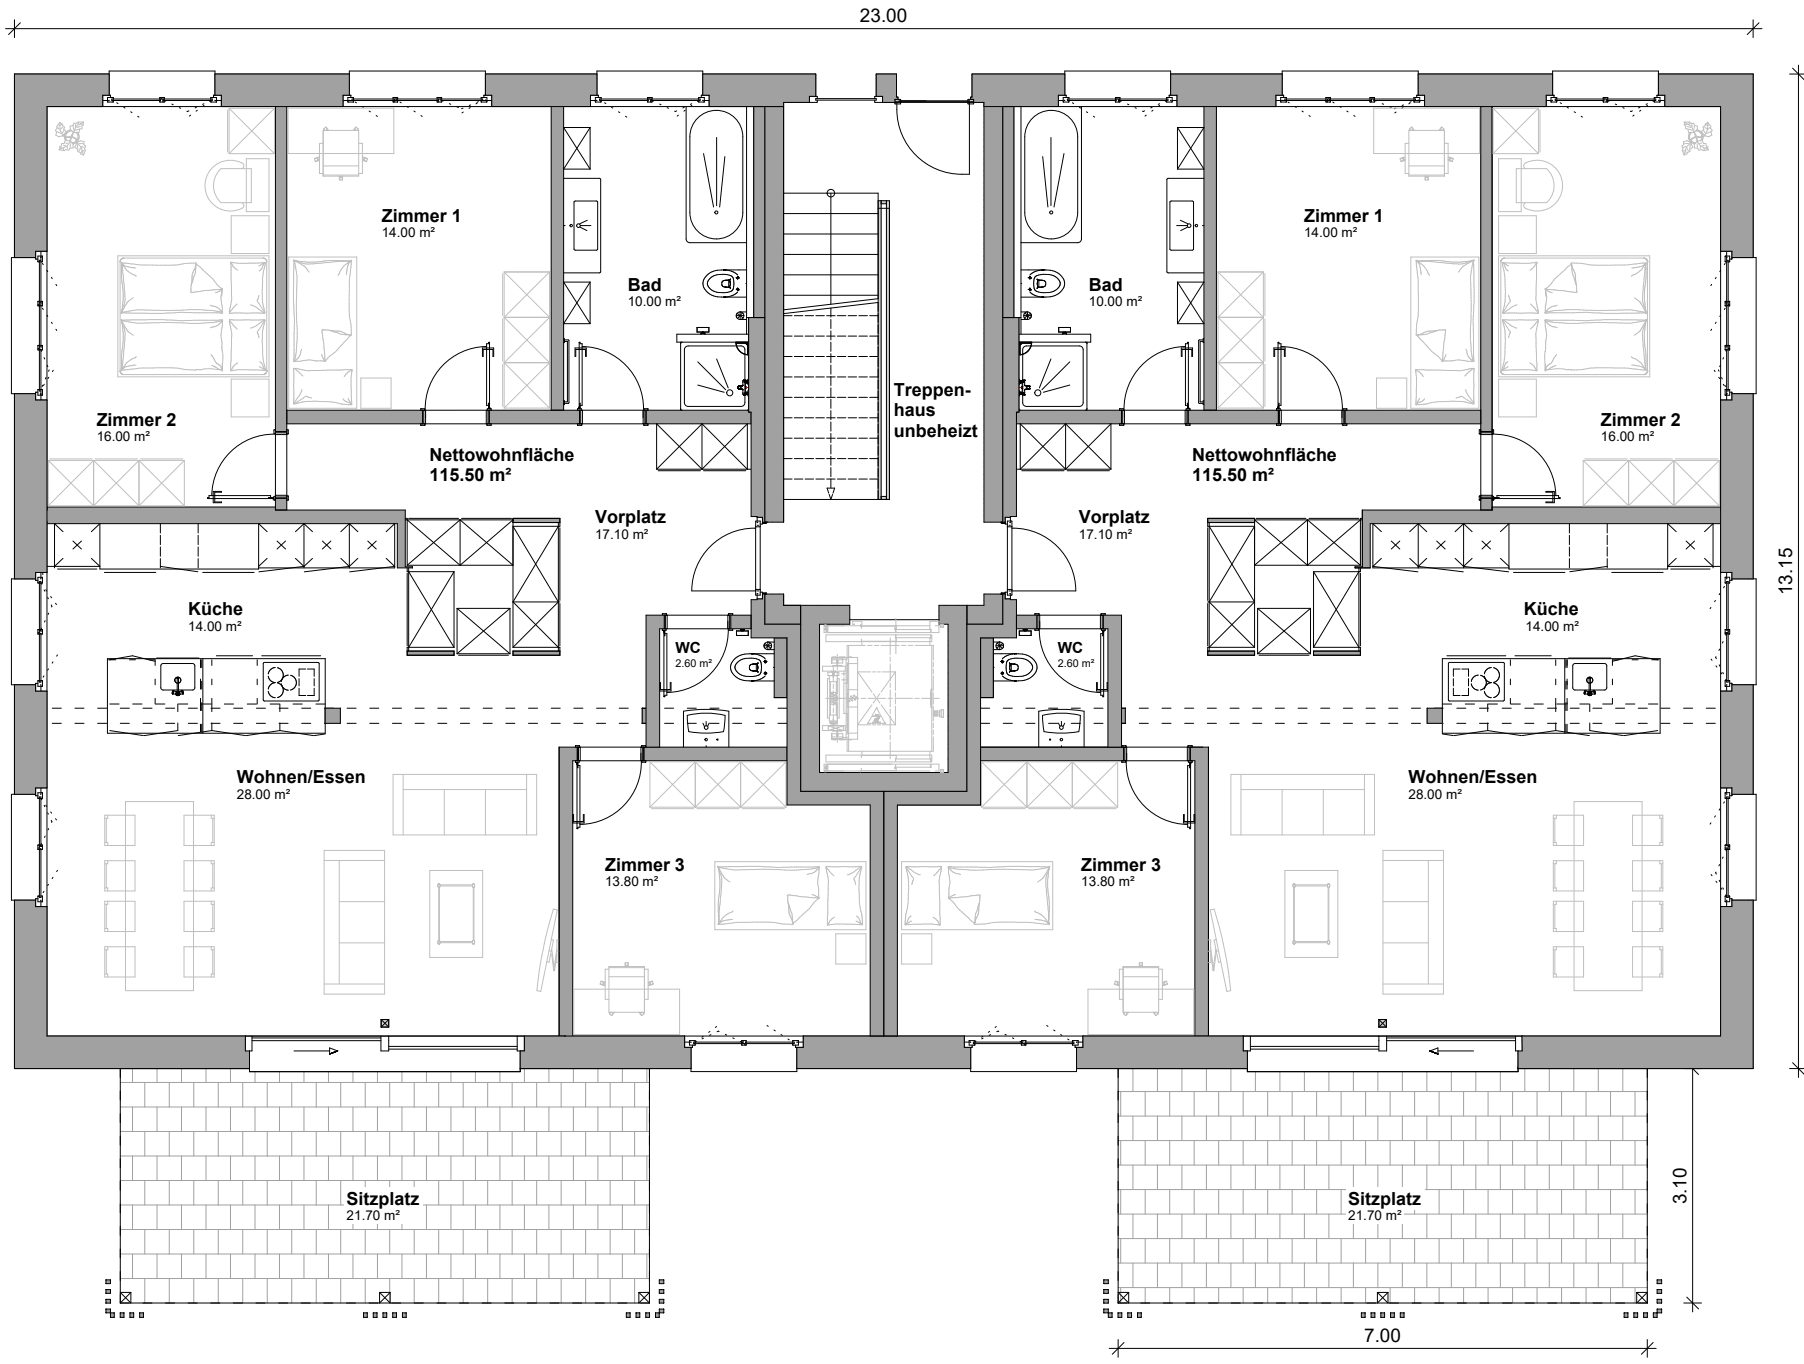 23.00
Zimmer 1
14.00 m²
Zimmer 1
14.00 m²
Bad
10.00 m²
Bad
10.00 m²
Treppen-
haus
unbeheizt
Zimmer 2
16.00 m²
Zimmer 2
16.00 m²
Nettowohnfläche
115.50 m²
Nettowohnfläche
115.50 m²
Vorplatz
17.10 m²
Vorplatz
17.10 m²
13.15
Küche
14.00 m²
Küche
14.00 m²
WC
2.60 m²
WC
2.60 m²
Wohnen/Essen
28.00 m²
Wohnen/Essen
28.00 m²
Zimmer 3
13.80 m²
Zimmer 3
13.80 m²
Sitzplatz
21.70 m²
Sitzplatz
21.70 m²
3.10
7.00